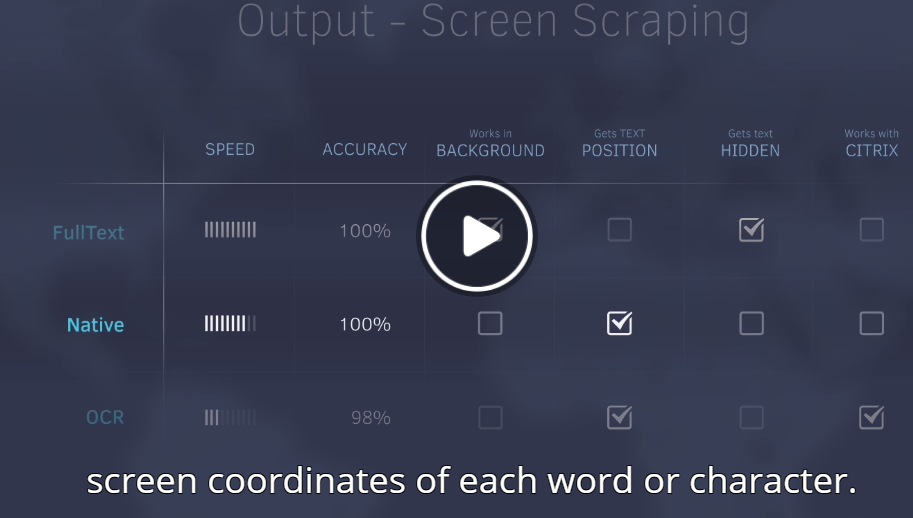 Output - Screen Scraping
Works in Gets TEXT Gets text Works with
SPEED ACCURACY BACKGROUND POSITION HIDDEN CITRIX
FullText 100%
Native 100%
OCR 98%
screen coordinates of each word or character.